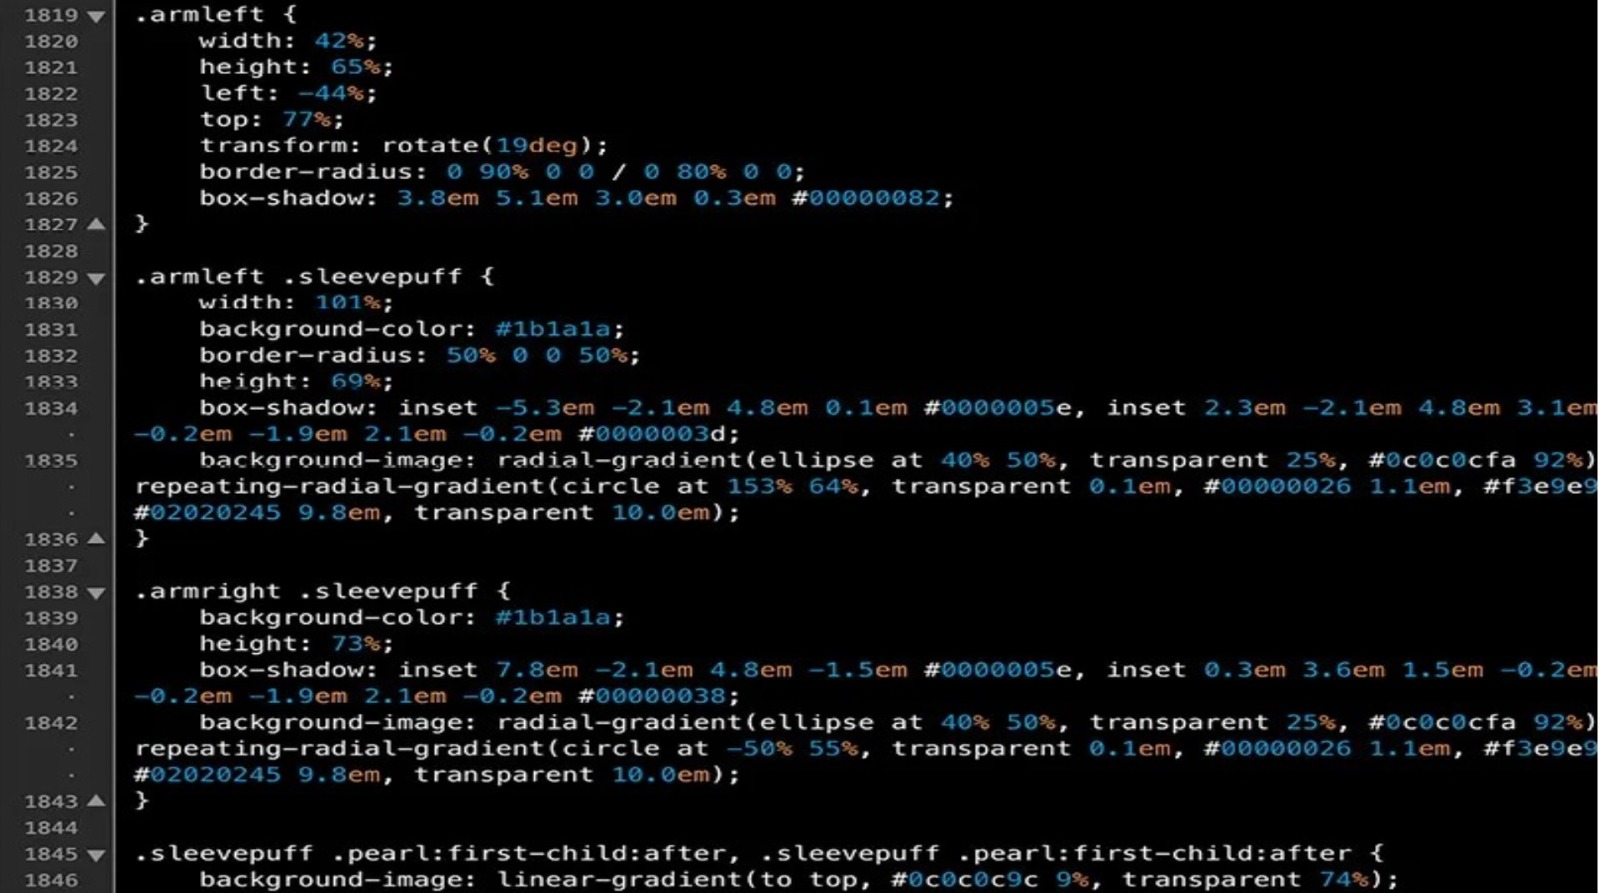 1819 .armleft {
1820 width: 42%;
1821 height: 65%;
1822 left: -44%;
1823 top: 77%;
1824 transform: rotate(19deg);
1825 border-radius: 0 90% 0 0 / 0 80% 0 0;
1826 box-shadow: 3.8em 5.1em 3.0em 0.3em #00000082;
1827 }
1828
1829 .armleft .sleevepuff {
1830 width: 101%;
1831 background-color: #1b1a1a;
1832 border-radius: 50% 0 0 50%;
1833 height: 69%;
1834 box-shadow: inset -5.3em -2.1em 4.8em 0.1em #0000005e, inset 2.3em -2.1em 4.8em 3.1em
-0.2em -1.9em 2.1em -0.2em #0000003d;
1835 background-image: radial-gradient(ellipse at 40% 50%, transparent 25%, #0c0c0cfa 92%)
repeating-radial-gradient(circle at 153% 64%, transparent 0.1em, #00000026 1.1em, #f3e9e9
#02020245 9.8em, transparent 10.0em);
1836 }
1837
1838 .armright .sleevepuff {
1839 background-color: #1b1a1a;
1840 height: 73%;
1841 box-shadow: inset 7.8em -2.1em 4.8em -1.5em #0000005e, inset 0.3em 3.6em 1.5em -0.2em
-0.2em -1.9em 2.1em -0.2em #00000038;
1842 background-image: radial-gradient(ellipse at 40% 50%, transparent 25%, #0c0c0cfa 92%)
repeating-radial-gradient(circle at -50% 55%, transparent 0.1em, #00000026 1.1em, #f3e9e9
#02020245 9.8em, transparent 10.0em);
1843 }
1844
1845 .sleevepuff .pearl:first-child:after, .sleevepuff .pearl:first-child:after {
1846 background-image: linear-gradient(to top, #0c0c0c9c 9%, transparent 74%);